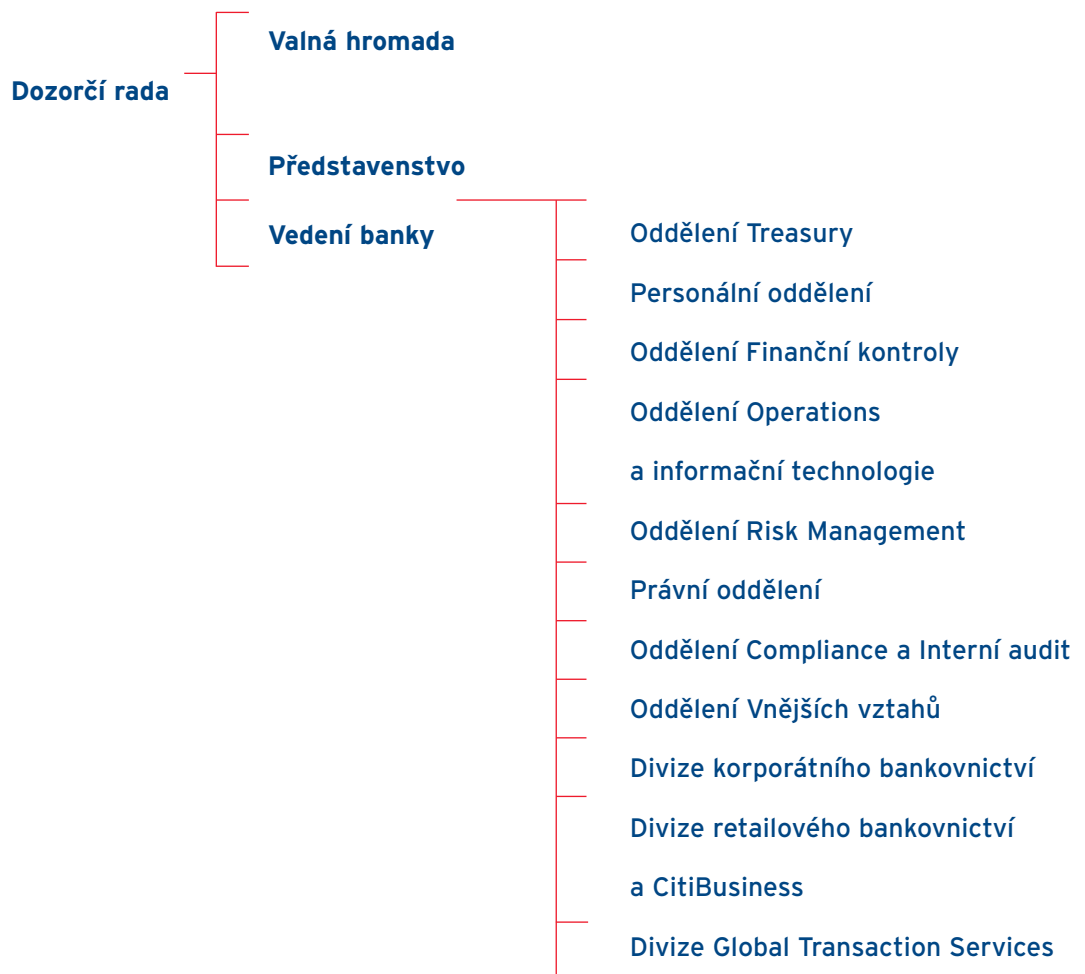 Valná hromada
Dozorčí rada
Představenstvo
Vedení banky
Oddělení Treasury
Personální oddělení
Oddělení Finanční kontroly
Oddělení Operations
a informační technologie
Oddělení Risk Management
Právní oddělení
Oddělení Compliance a Interní audit
Oddělení Vnějších vztahů
Divize korporátního bankovnictví
Divize retailového bankovnictví
a CitiBusiness
Divize Global Transaction Services